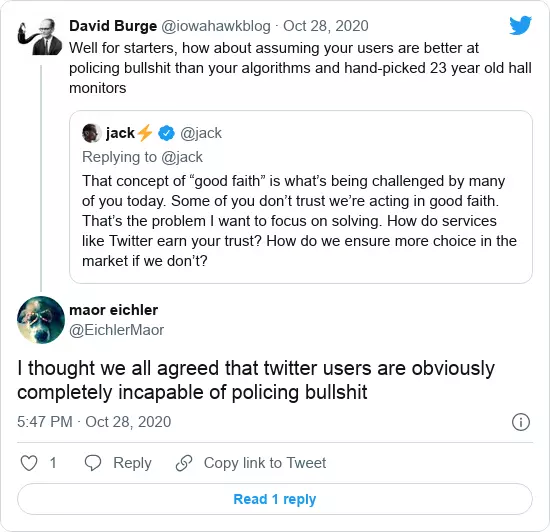 David Burge @iowahawkblog · Oct 28, 2020
Well for starters, how about assuming your users are better at
policing bullshit than your algorithms and hand-picked 23 year old hall
monitors
jack⚡ @jack
Replying to @jack
That concept of “good faith” is what’s being challenged by many
of you today. Some of you don’t trust we’re acting in good faith.
That’s the problem I want to focus on solving. How do services
like Twitter earn your trust? How do we ensure more choice in the
market if we don’t?
maor eichler
@EichlerMaor
I thought we all agreed that twitter users are obviously
completely incapable of policing bullshit
5:47 PM · Oct 28, 2020
1 Reply Copy link to Tweet
Read 1 reply